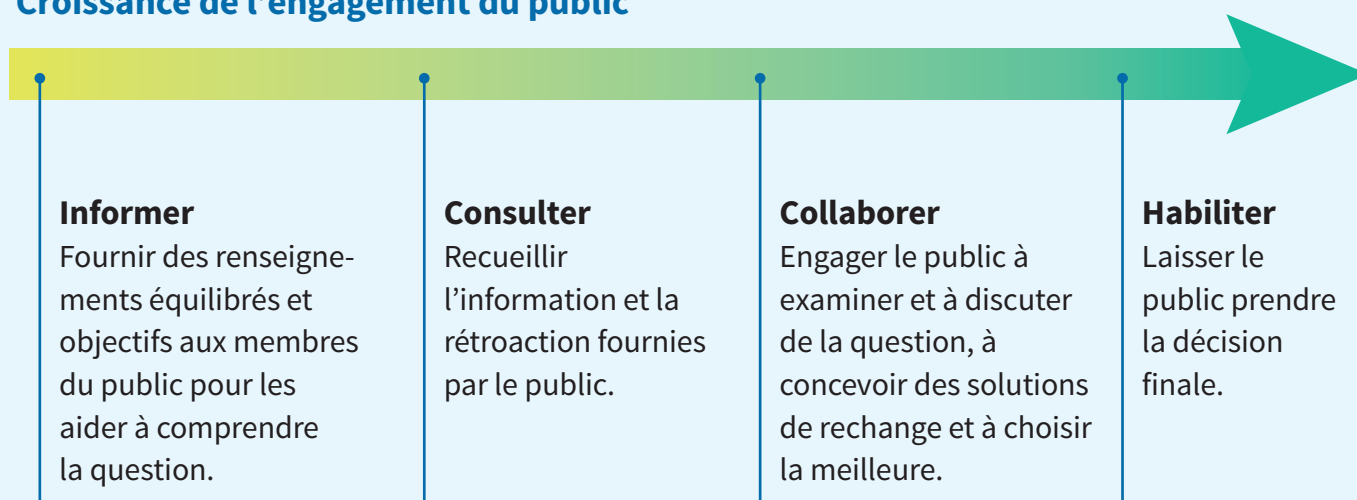 Croissance de l'engagement du public
Informer
Fournir des renseigne-
ments équilibrés et
objectifs aux membres
du public pour les
aider à comprendre
la question.
Consulter
Recueillir
l’information et la
rétroaction fournies
par le public.
Collaborer
Engager le public à
examiner et à discuter
de la question, à
concevoir des solutions
de rechange et à choisir
la meilleure.
Habiliter
Laisser le
public prendre
la décision
finale.